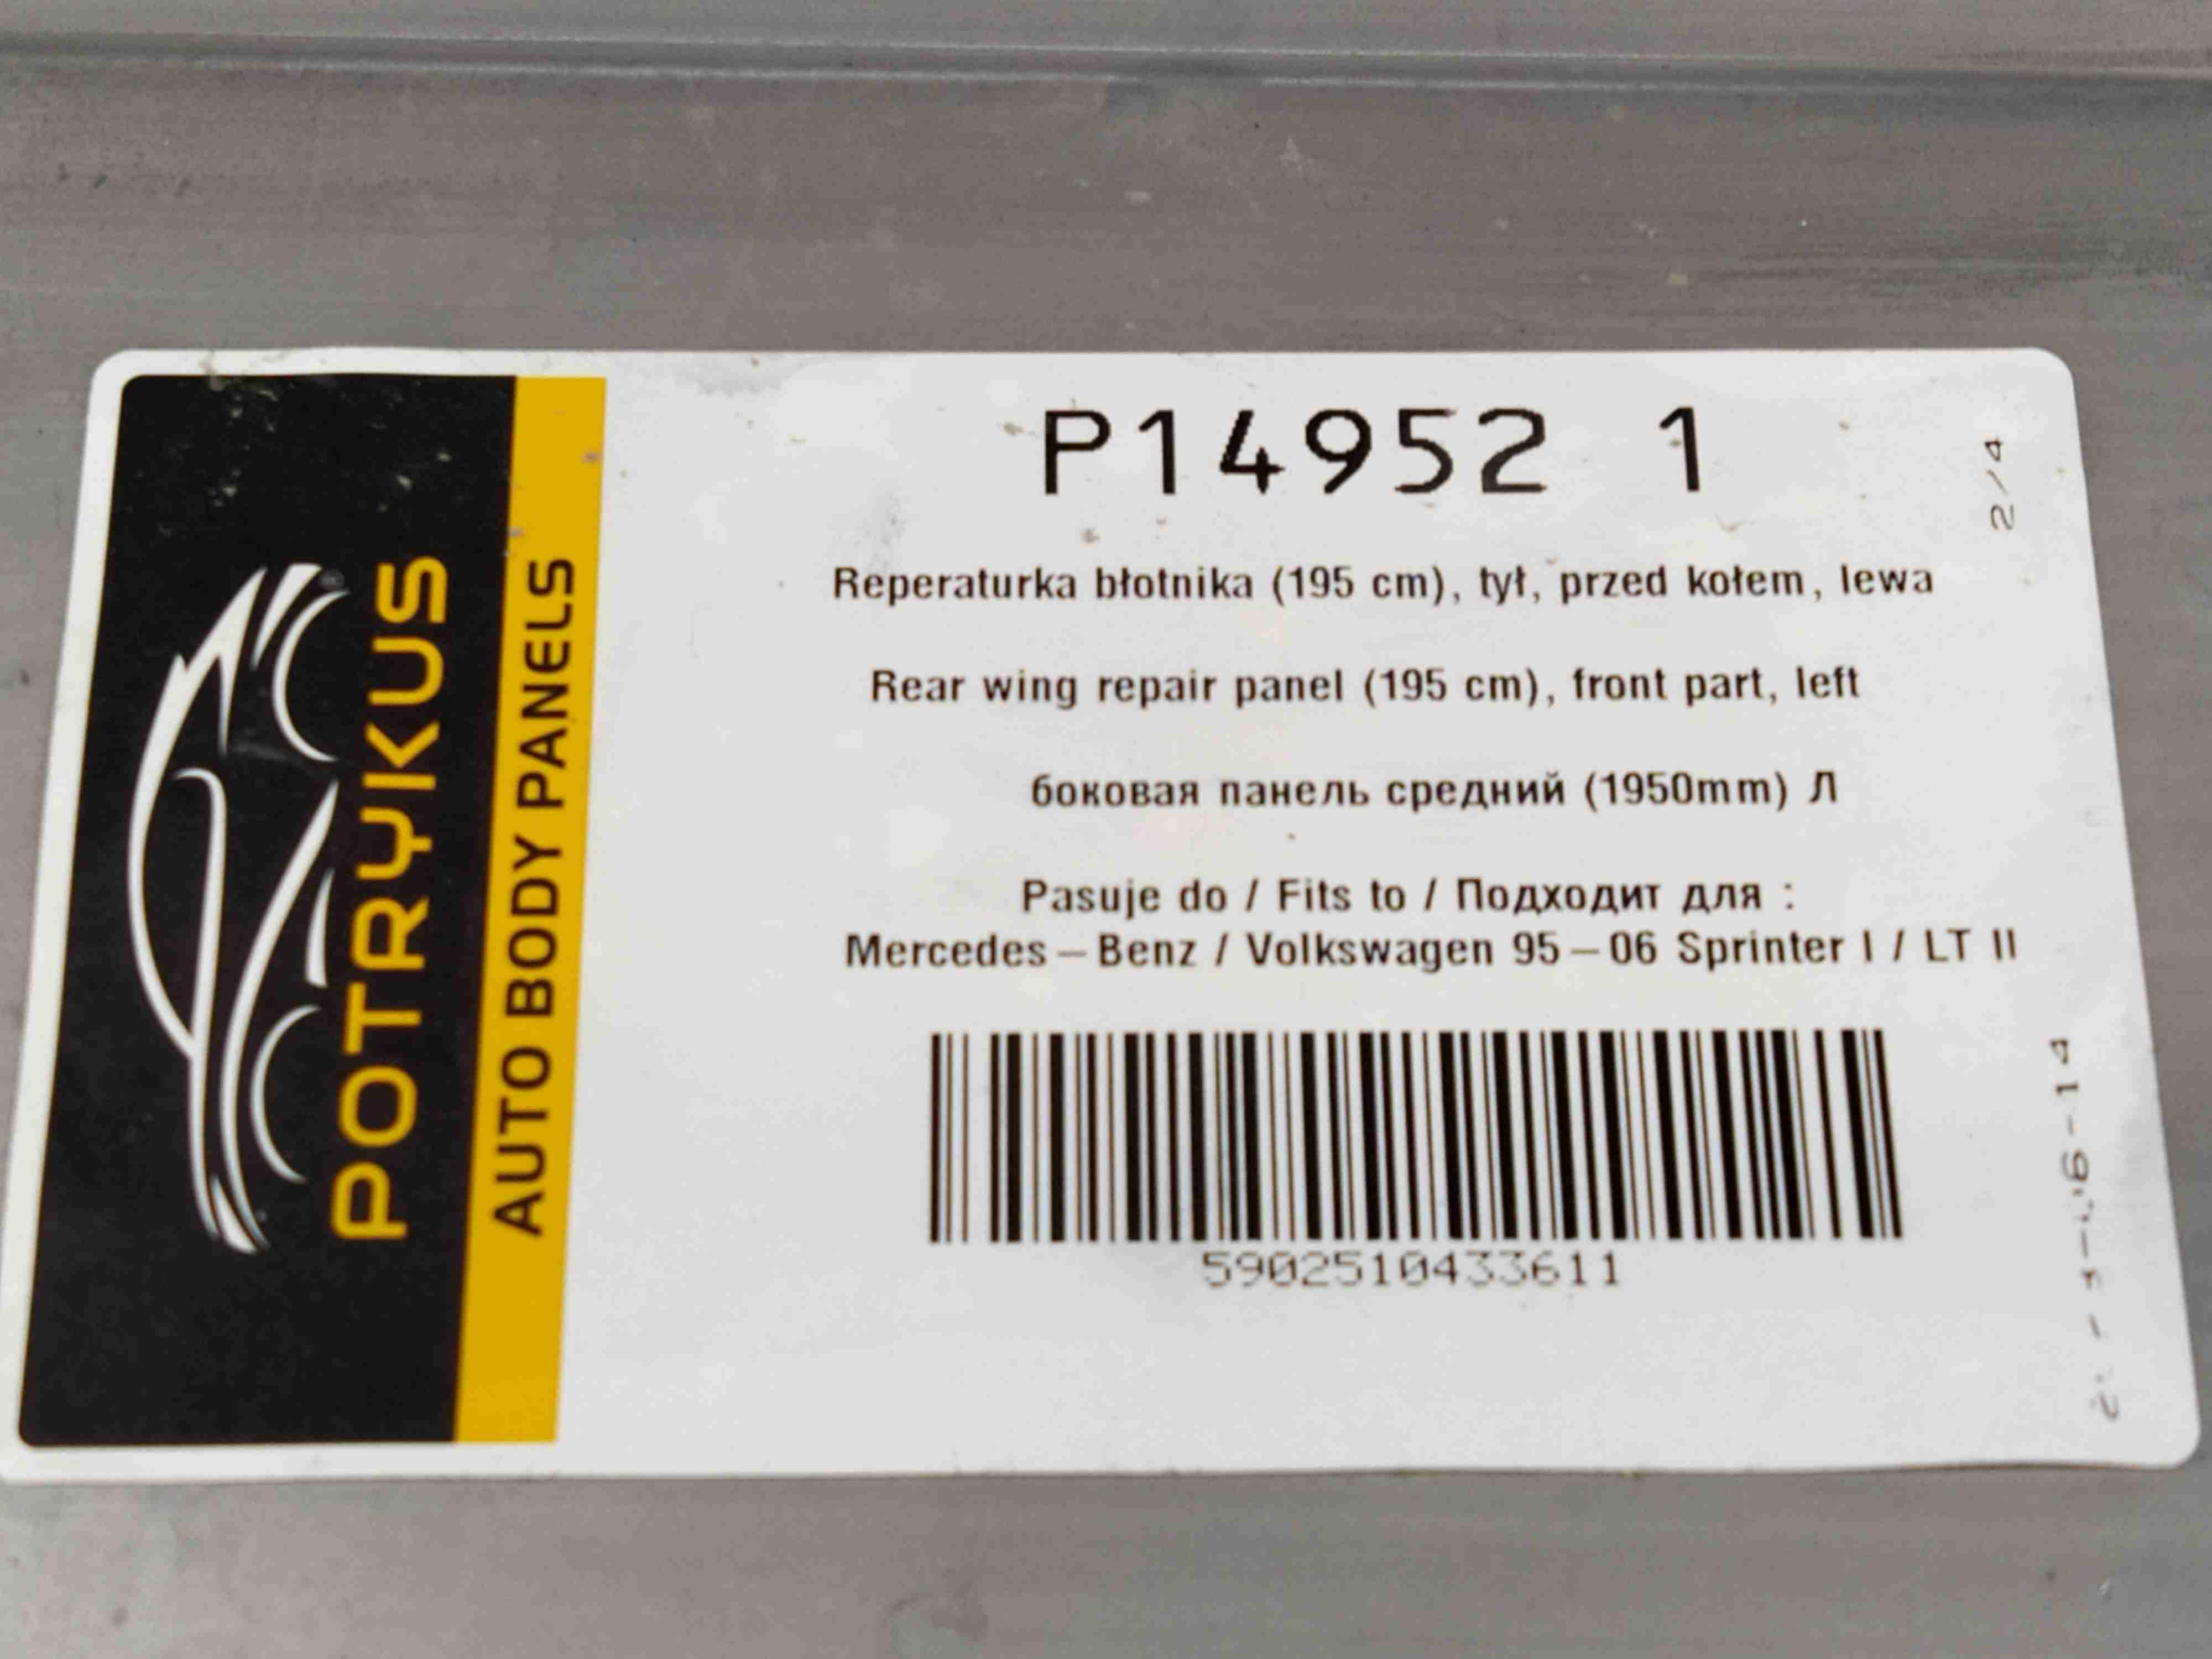 POTRYKUS
AUTO BODY PANELS
P14952 1
2/4
Reperaturka błotnika (195 cm), tył, przed kołem, lewa
Rear wing repair panel (195 cm), front part, left
боковая панель средний (1950mm) Л
Pasuje do / Fits to / Подходит для :
Mercedes – Benz / Volkswagen 95 – 06 Sprinter I / LT II
5902510433611